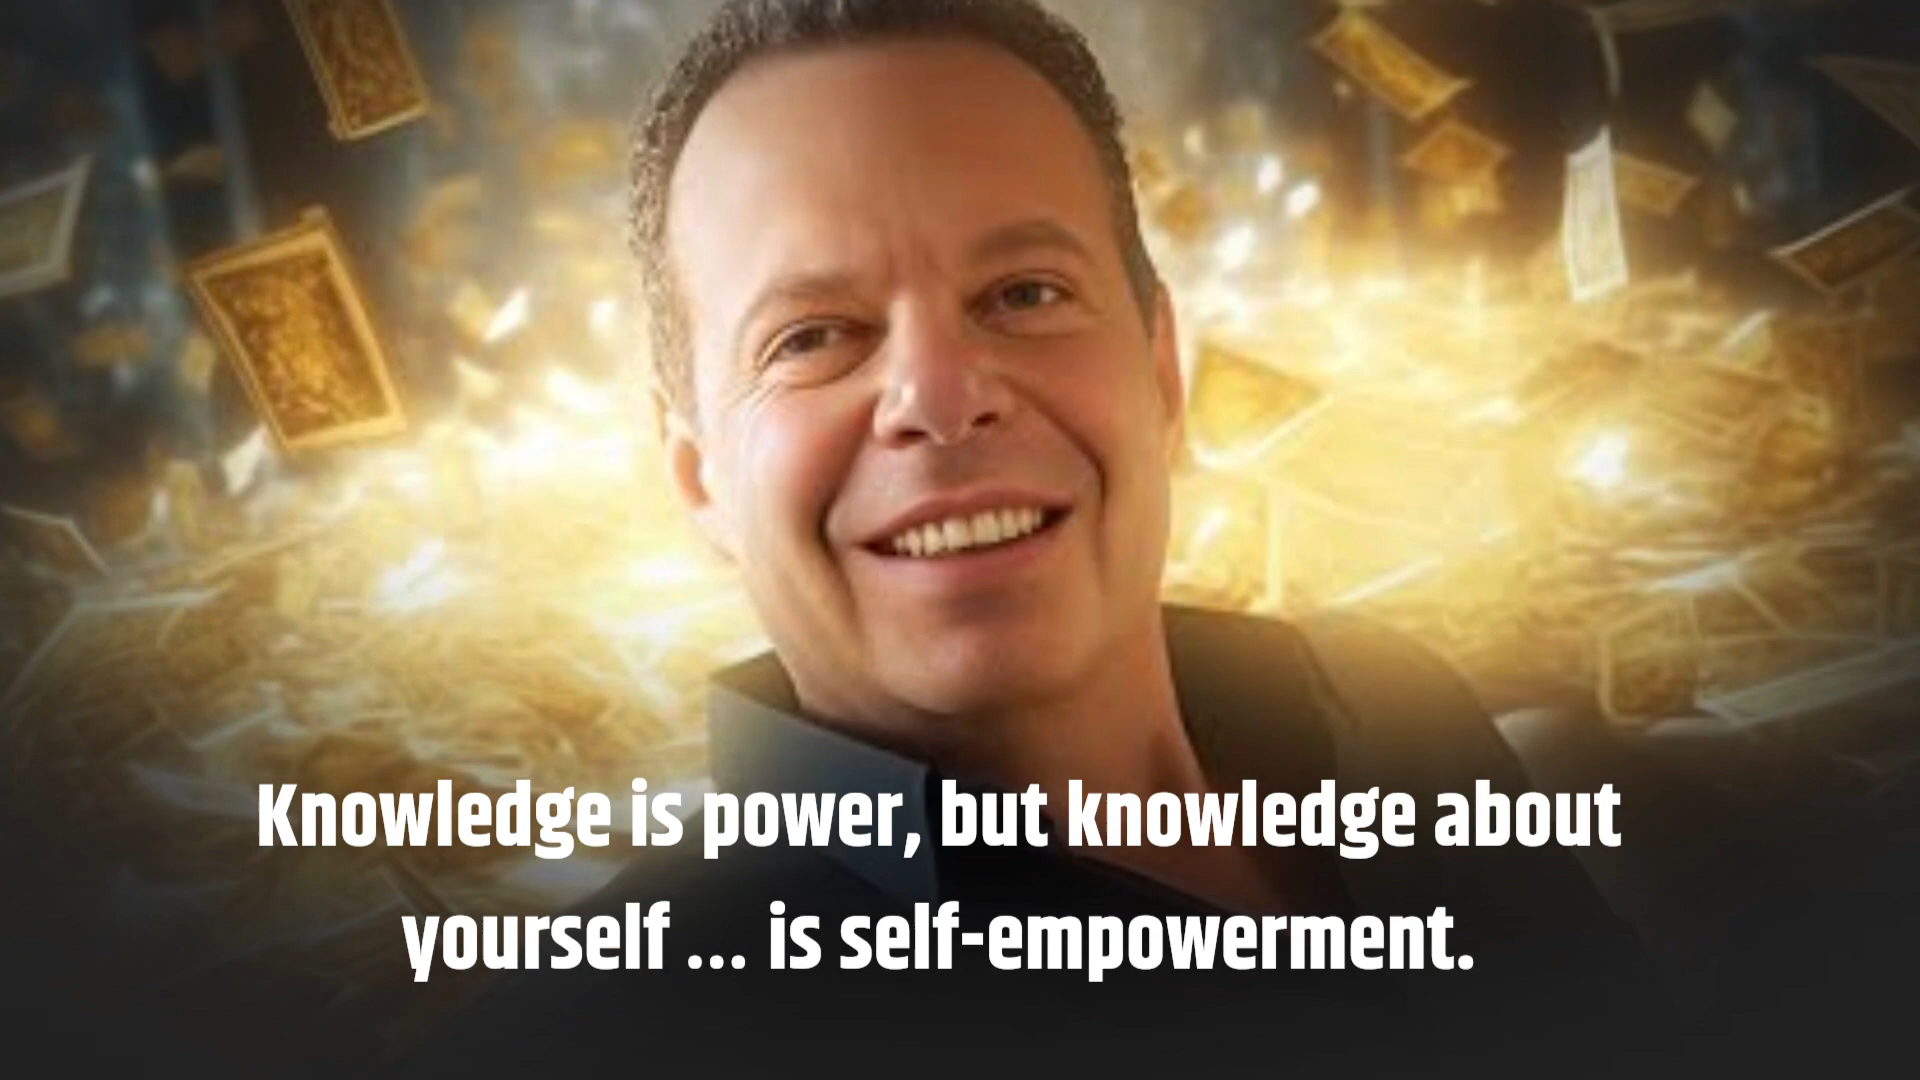 Knowledge is power, but knowledge about
yourself ... is self-empowerment.